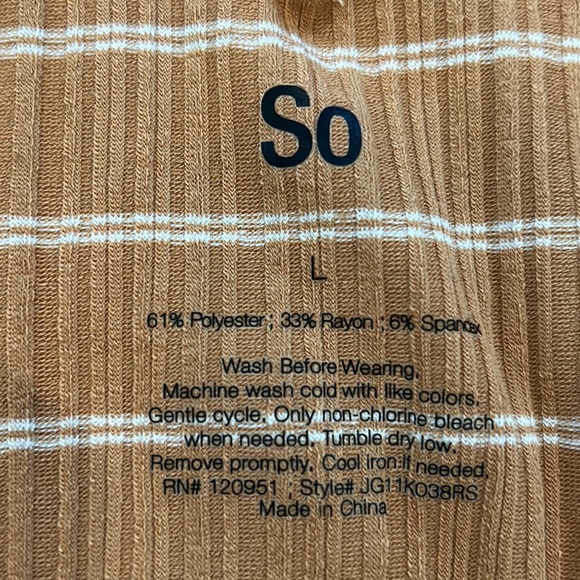 So
L
61% Polyester ; 33% Rayon ; 6% Spandex
Wash Before Wearing.
Machine wash cold with like colors.
Gentle cycle. Only non-chlorine bleach
when needed. Tumble dry low.
Remove promptly. Cool iron if needed.
RN# 120951 ; Style# JG11K038RS
Made in China